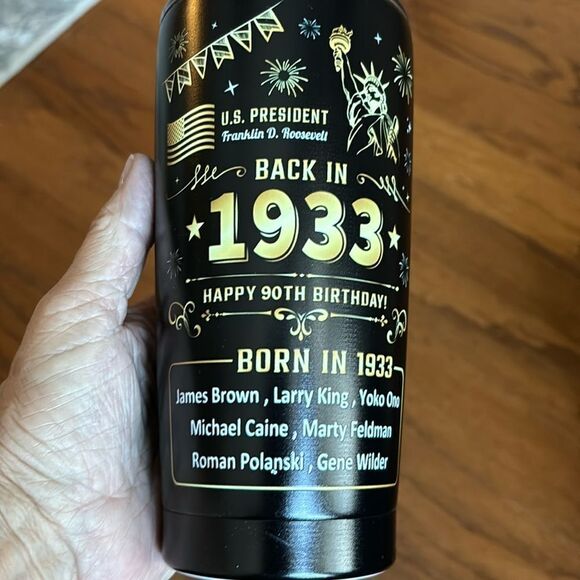 U.S. PRESIDENT
Franklin D. Roosevelt
BACK IN
1933
HAPPY 90TH BIRTHDAY!
BORN IN 1933
James Brown , Larry King , Yoko Ono
Michael Caine , Marty Feldman
Roman Polanski , Gene Wilder